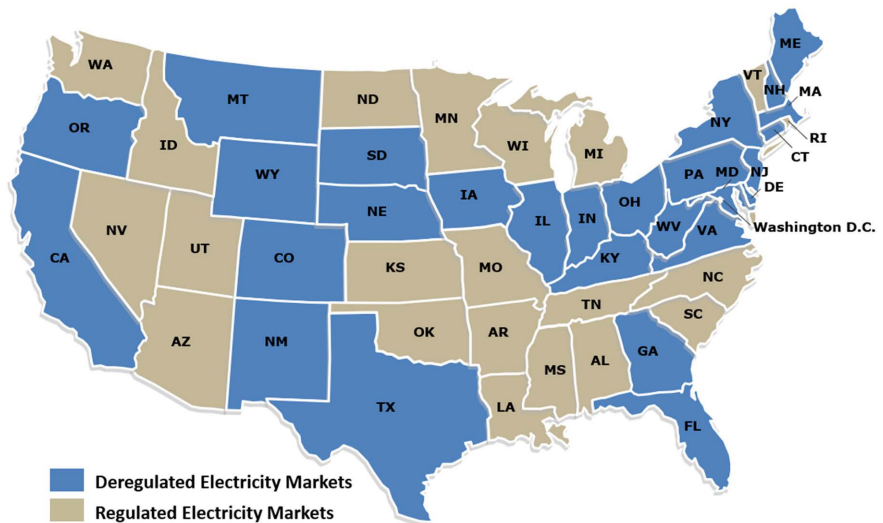 WA
MT
ND
MN
ME
VT
NH
MA
OR
ID
WY
SD
WI
MI
NY
RI
CT
NV
UT
CO
NE
IA
IL
IN
OH
PA
MD
NJ
DE
Washington D.C.
CA
KS
MO
KY
WV
VA
AZ
NM
OK
AR
TN
NC
SC
TX
LA
MS
AL
GA
FL
Deregulated Electricity Markets
Regulated Electricity Markets